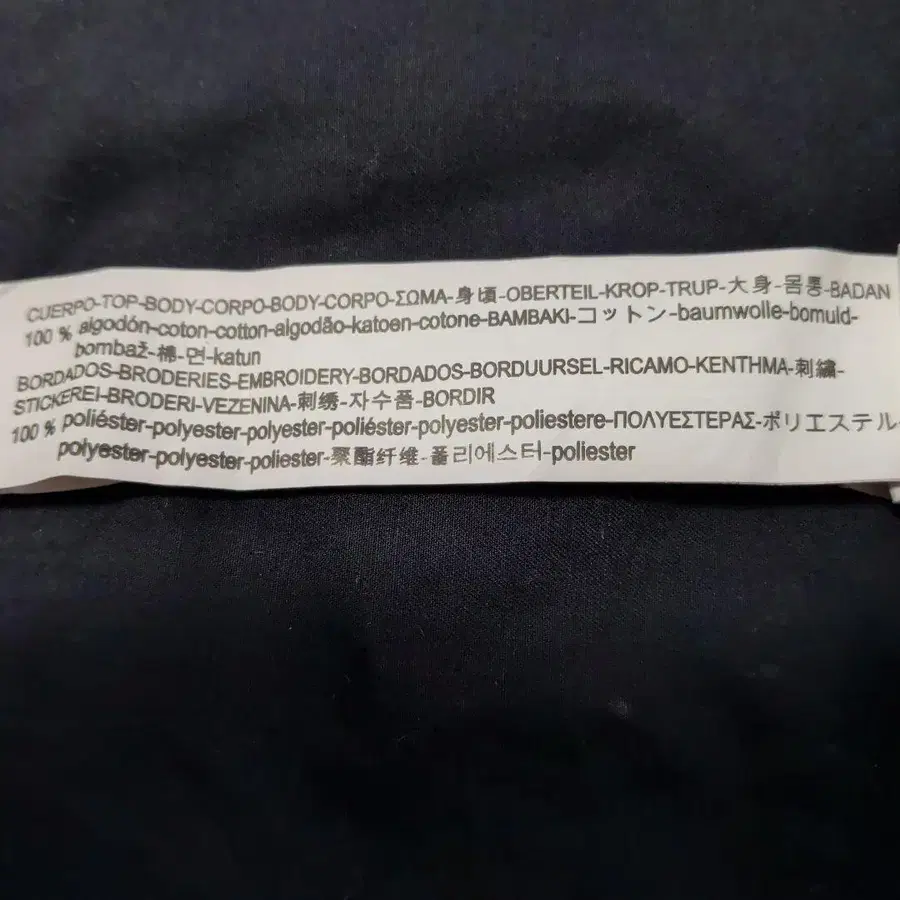 CUERPO-TOP-BODY-CORPO-BODY-CORPO-ΣΩΜΑ-身頃-OBERTEIL-KROP-TRUP-大身-몸통-BADAN
100 % algodón-coton-cotton-algodão-katoen-cotone-BAMBAKI-コットン-baumwolle-bomuld-
bombaž-棉-면-katun
BORDADOS-BRODERIES-EMBROIDERY-BORDADOS-BORDUURSEL-RICAMO-KENTHMA-刺繍-
STICKEREI-BRODERI-VEZENINA-刺绣-자수품-BORDIR
100 % poliéster-polyester-polyester-poliéster-polyester-poliestere-ΠΟΛΥΕΣΤΕΡΑΣ-ポリエステル-
polyester-polyester-poliester-聚酯纤维-폴리에스터-poliester